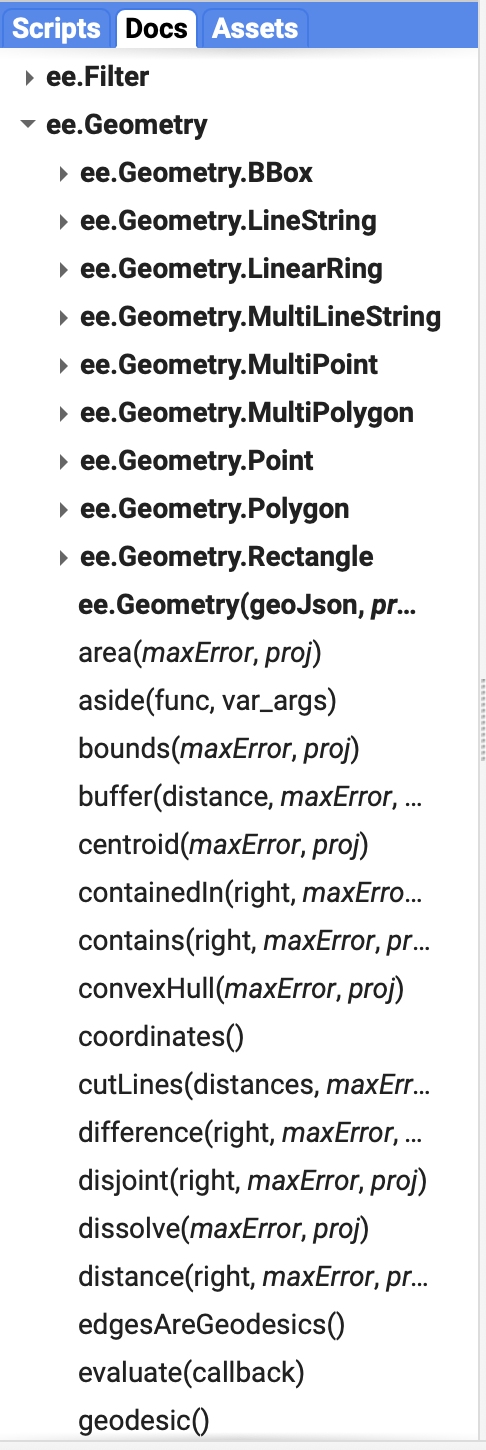 Scripts Docs Assets
ee.Filter
ee.Geometry
ee.Geometry.BBox
ee.Geometry.LineString
ee.Geometry.LinearRing
ee.Geometry.MultiLineString
ee.Geometry.MultiPoint
ee.Geometry.MultiPolygon
ee.Geometry.Point
ee.Geometry.Polygon
ee.Geometry.Rectangle
ee.Geometry(geoJson, pr...
area(maxError, proj)
aside(func, var_args)
bounds(maxError, proj)
buffer(distance, maxError, ...
centroid(maxError, proj)
containedIn(right, maxErro...
contains(right, maxError, pr...
convexHull(maxError, proj)
coordinates()
cutLines(distances, maxErr...
difference(right, maxError, ...
disjoint(right, maxError, proj)
dissolve(maxError, proj)
distance(right, maxError, pr...
edgesAreGeodesics()
evaluate(callback)
geodesic()